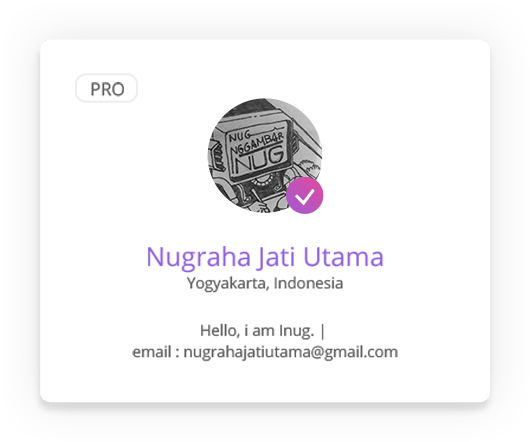 PRO
NUG
NGGAMBAR
NUG
Nugraha Jati Utama
Yogyakarta, Indonesia
Hello, i am Inug. |
email : nugrahajatiutama@gmail.com